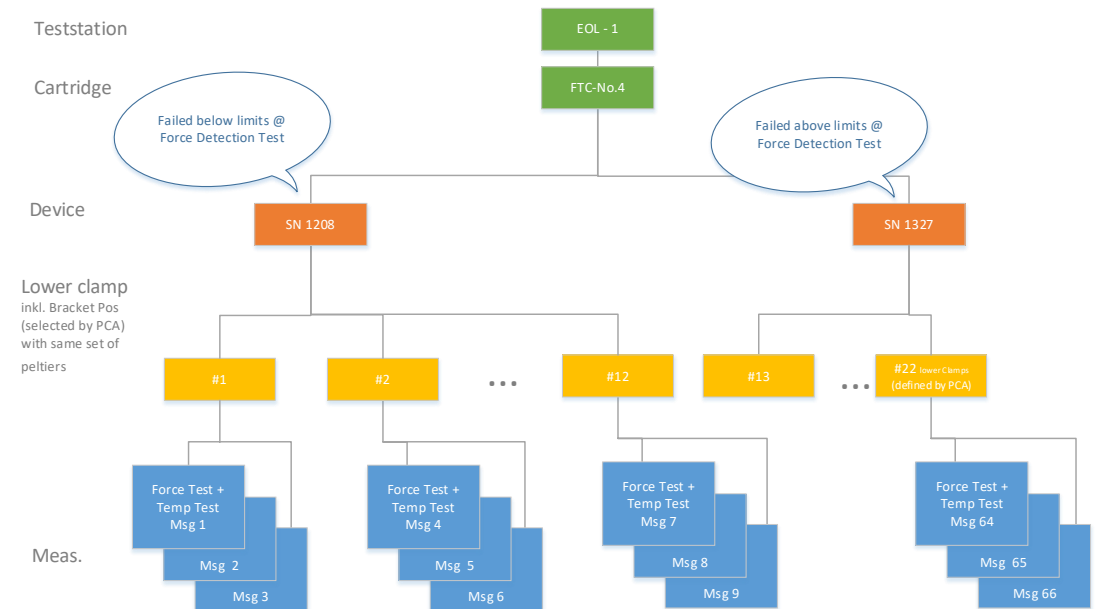 Teststation
EOL - 1
Cartridge
FTC-No.4
Failed below limits @
Force Detection Test
Failed above limits @
Force Detection Test
Device
SN 1208
SN 1327
Lower clamp
inkl. Bracket Pos
(selected by PCA)
with same set of
peltiers
#1
#2
...
#12
#13
...
#22 lower Clamps
(defined by PCA)
Force Test +
Temp Test
Msg 1
Msg 2
Msg 3
Force Test +
Temp Test
Msg 4
Msg 5
Msg 6
Force Test +
Temp Test
Msg 7
Msg 8
Msg 9
Force Test +
Temp Test
Msg 64
Msg 65
Msg 66
Meas.